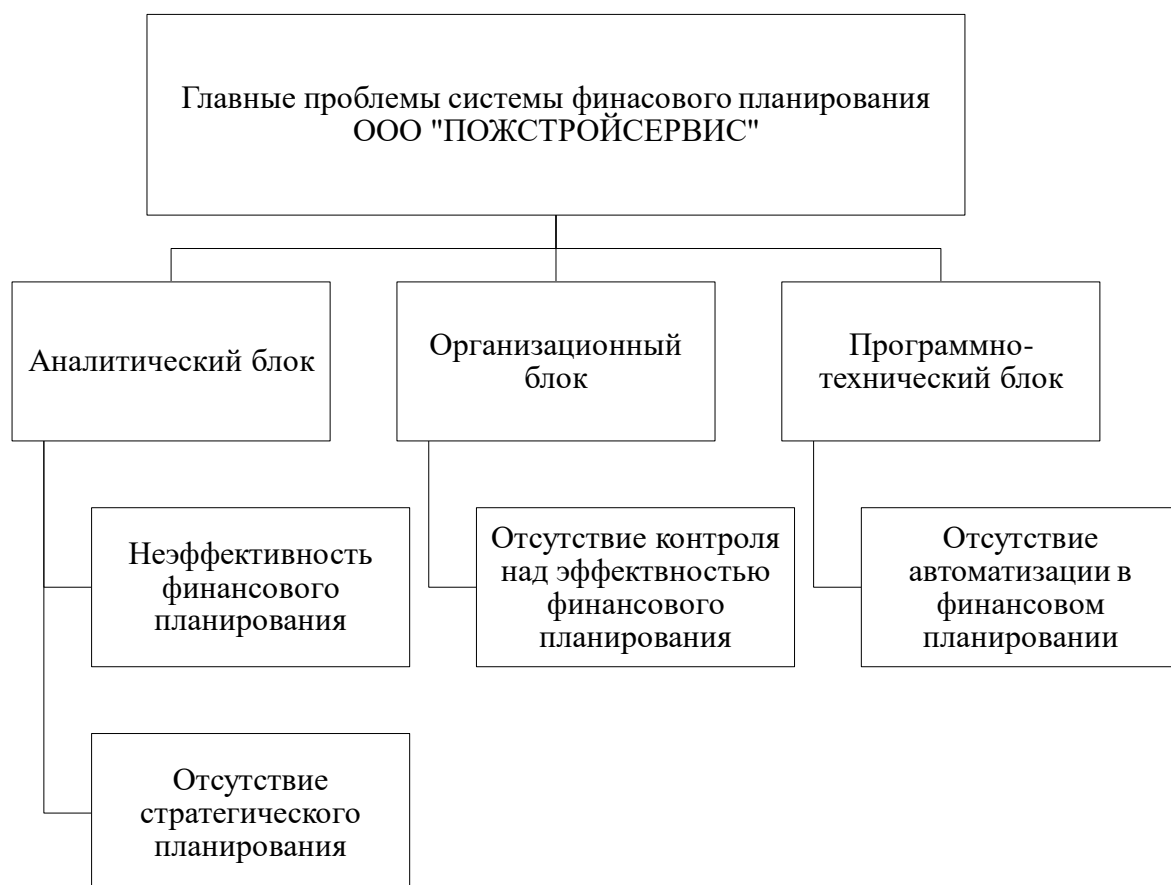 Главные проблемы системы финасового планирования
ООО "ПОЖСТРОЙСЕРВИС"
Аналитический блок
Организационный
блок
Программно-
технический блок
Неэффективность
финансового
планирования
Отсутствие контроля
над эффектвностью
финансового
планирования
Отсутствие
автоматизации в
финансовом
планировании
Отсутствие
стратегического
планирования